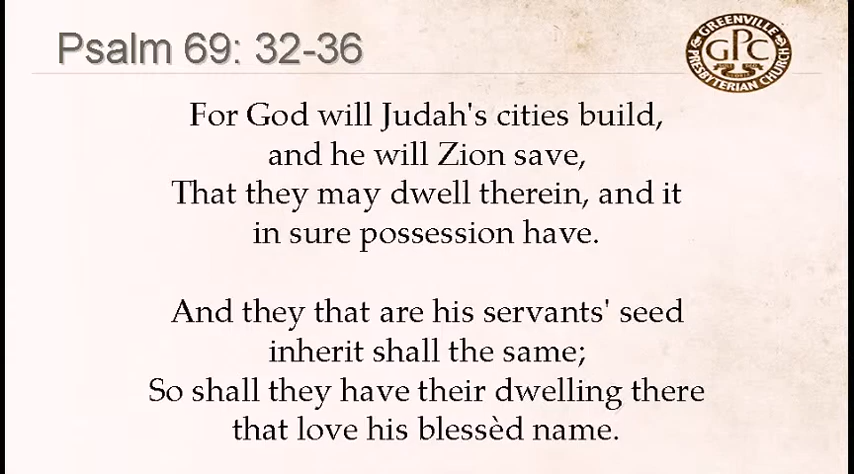 Psalm 69: 32-36
GREENVILLE
GPC
PRESBYTERIAN CHURCH
For God will Judah's cities build,
and he will Zion save,
That they may dwell therein, and it
in sure possession have.
And they that are his servants' seed
inherit shall the same;
So shall they have their dwelling there
that love his blessèd name.